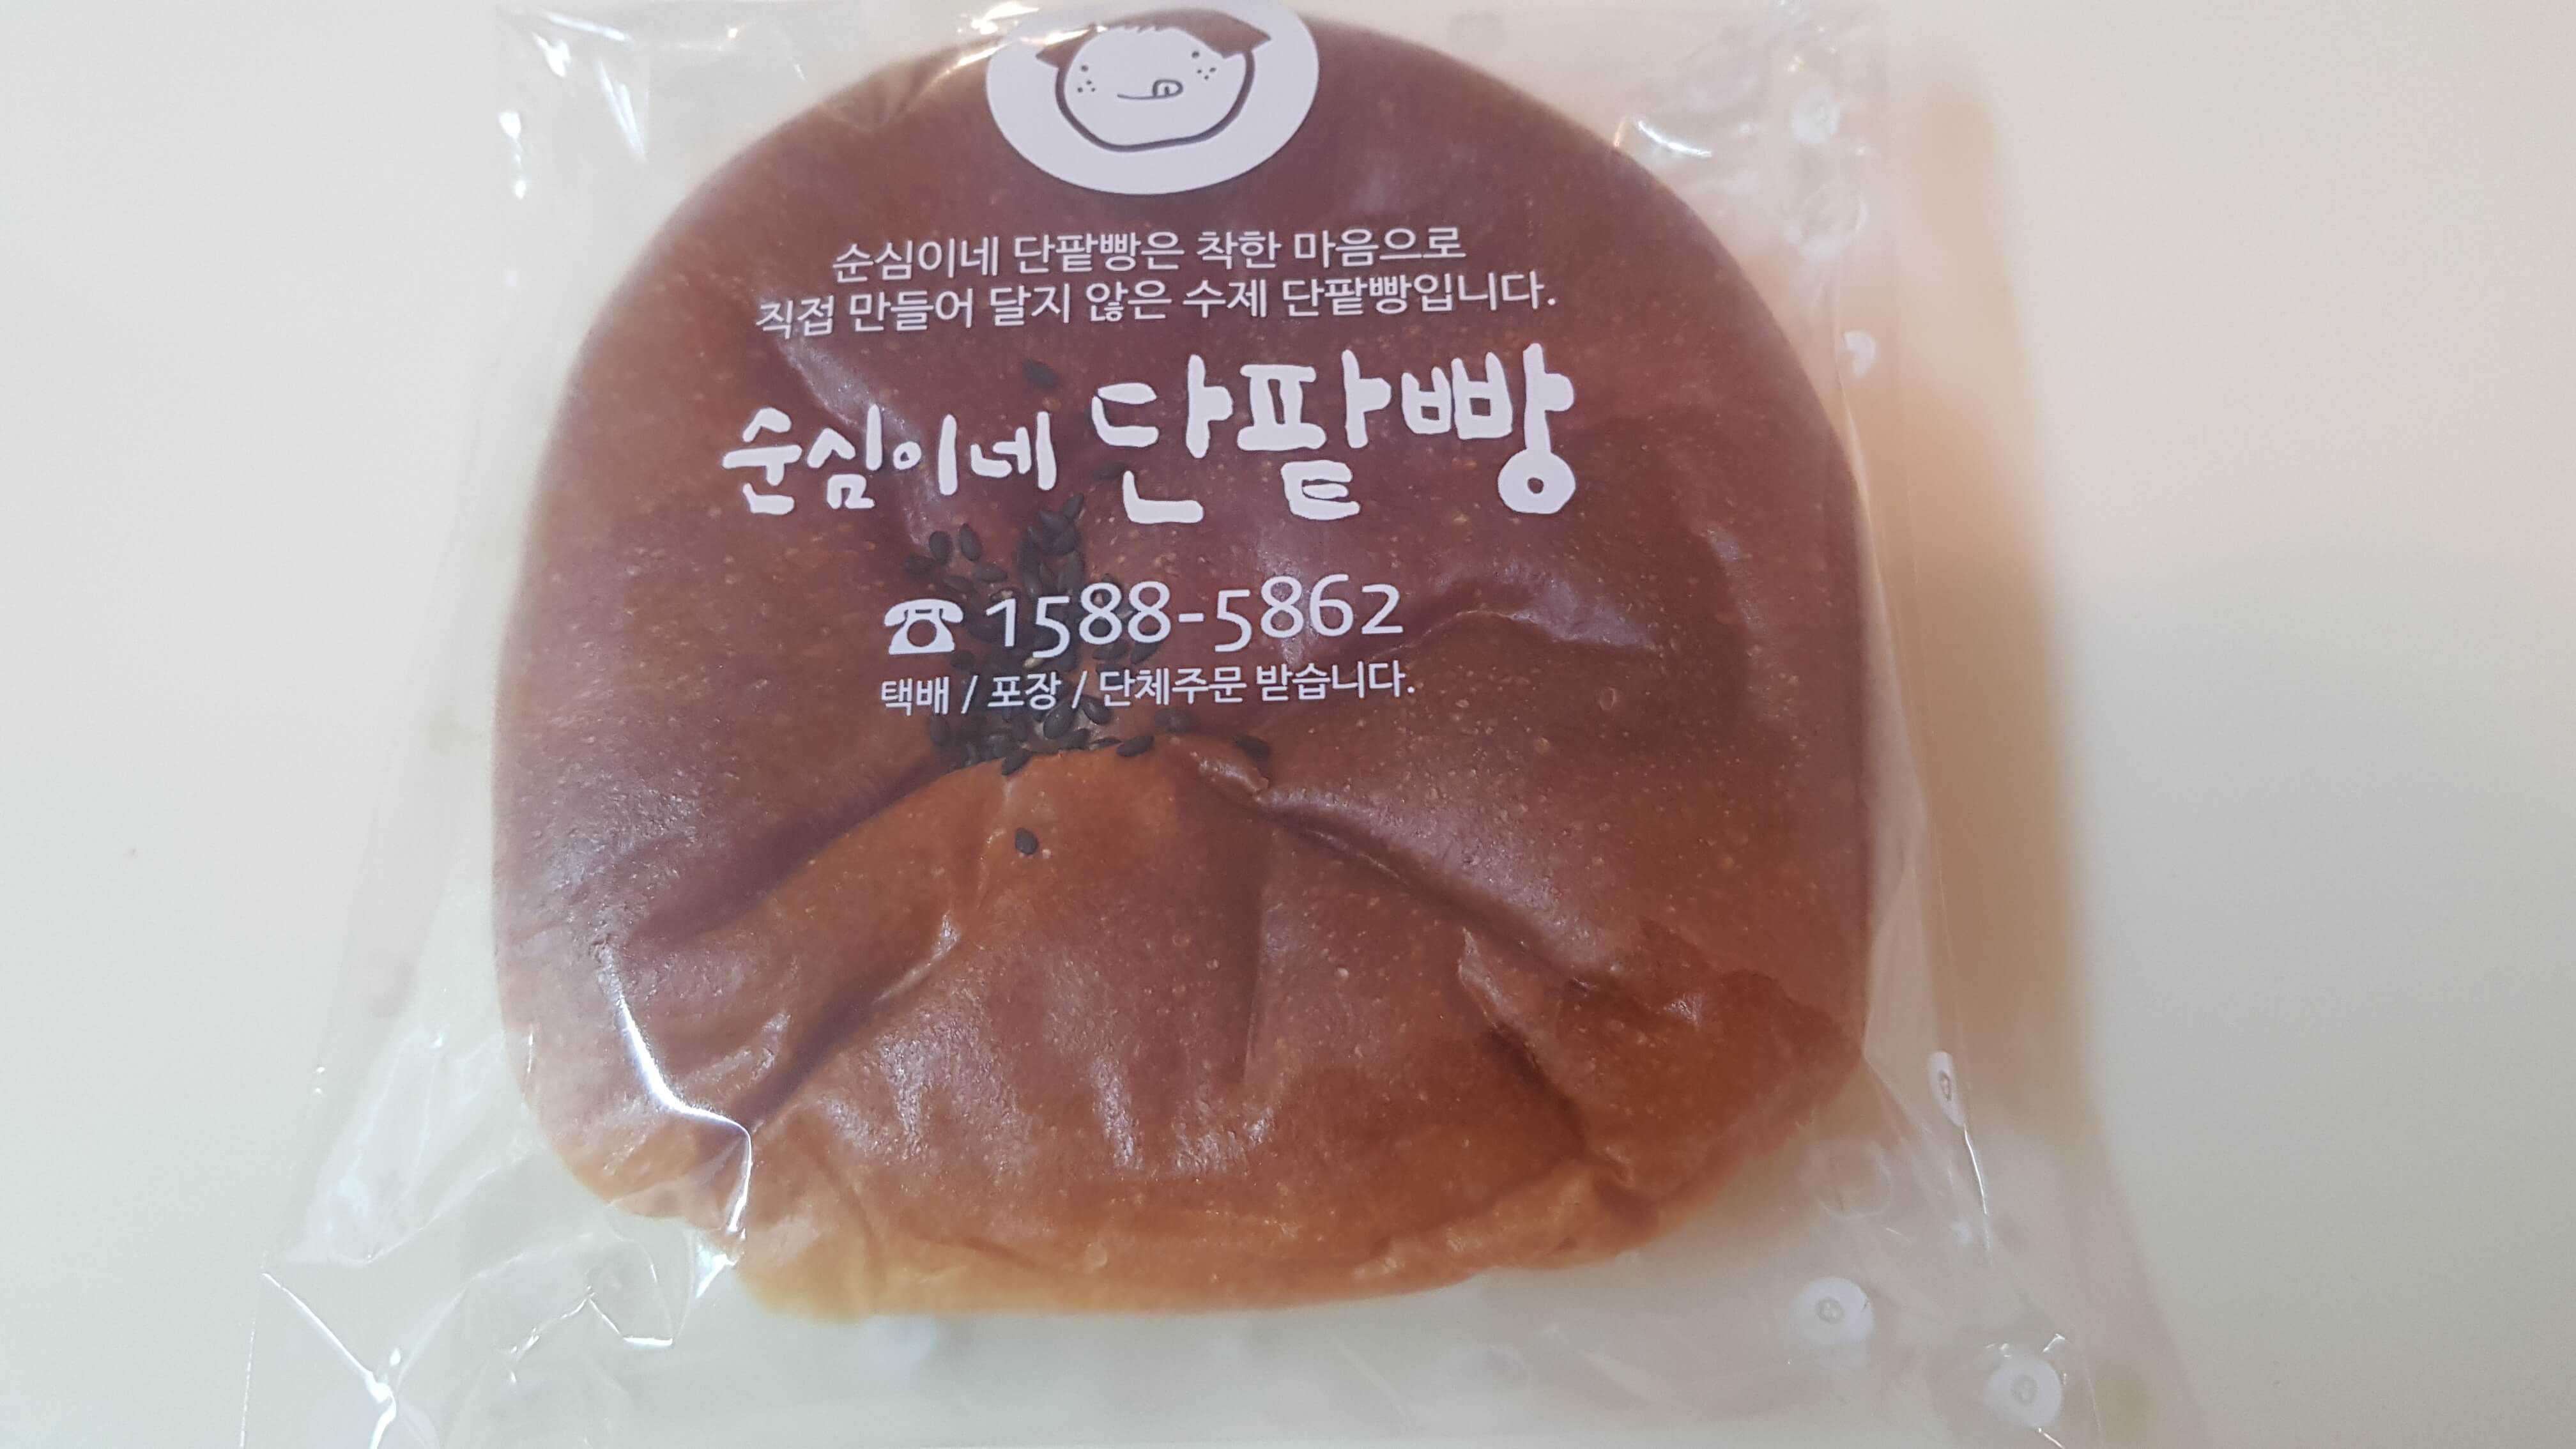 순심이네 단팥빵은 착한 마음으로
직접 만들어 달지 않은 수제 단팥빵입니다.
순심이네 단팥빵
☎1588-5862
택배 / 포장 / 단체주문 받습니다.